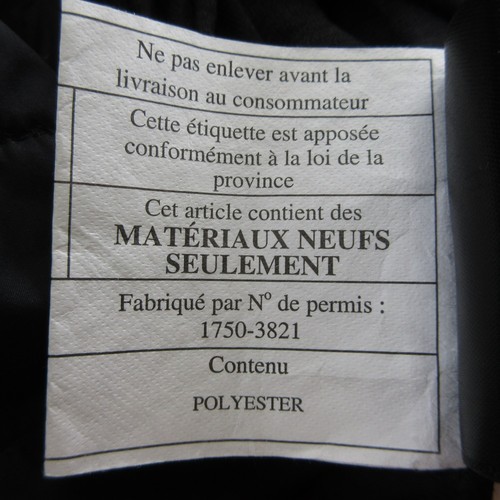 Ne pas enlever avant la
livraison au consommateur
Cette étiquette est apposée
conformément à la loi de la
province
Cet article contient des
MATÉRIAUX NEUFS
SEULEMENT
Fabriqué par Nº de permis :
1750-3821
Contenu
POLYESTER